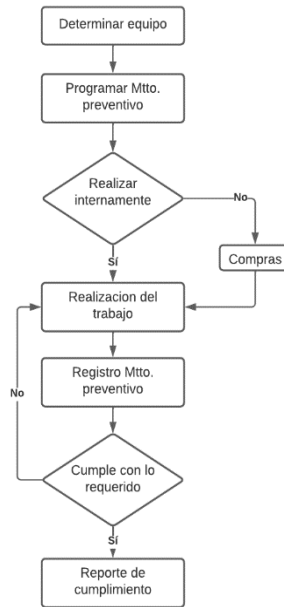 Determinar equipo
Programar Mtto.
preventivo
Realizar
internamente
No
Sí
Compras
Realizacion del
trabajo
Registro Mtto.
preventivo
No
Cumple con lo
requerido
Sí
Reporte de
cumplimiento